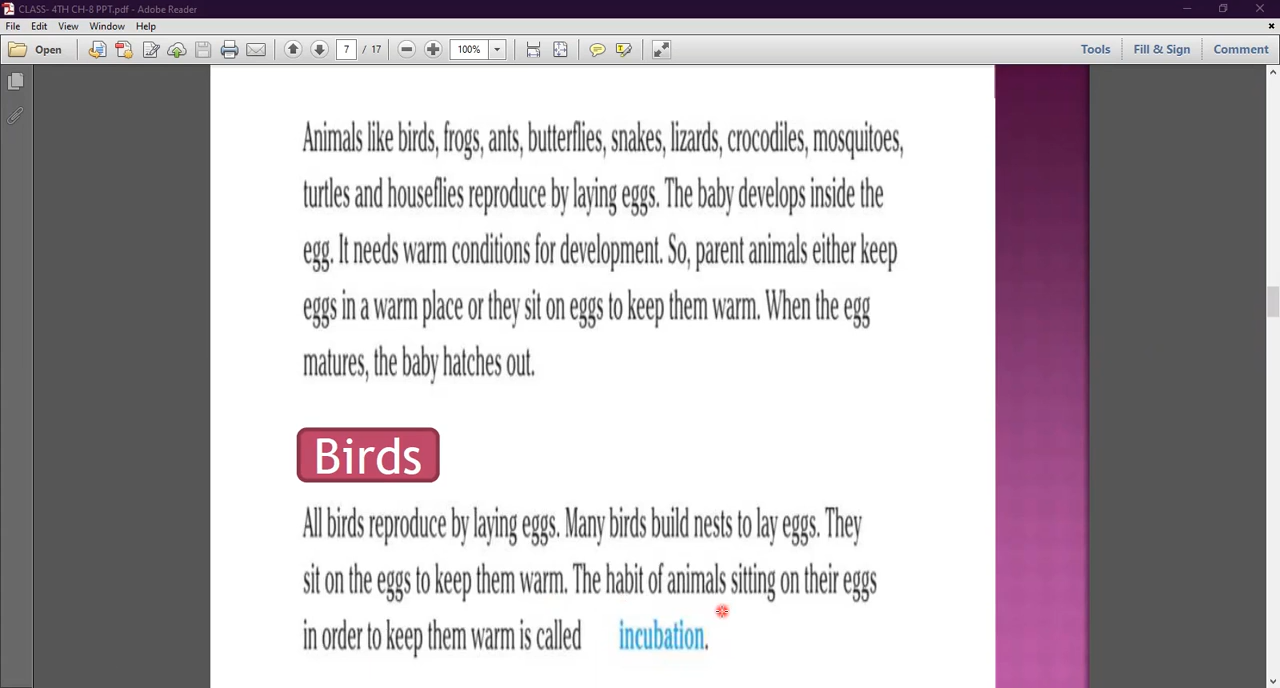 CLASS- 4TH CH-8 PPT.pdf - Adobe Reader
File Edit View Window Help
Open 7 / 17 100% Tools Fill & Sign Comment
Animals like birds, frogs, ants, butterflies, snakes, lizards, crocodiles, mosquitoes,
turtles and houseflies reproduce by laying eggs. The baby develops inside the
egg. It needs warm conditions for development. So, parent animals either keep
eggs in a warm place or they sit on eggs to keep them warm. When the egg
matures, the baby hatches out.
Birds
All birds reproduce by laying eggs. Many birds build nests to lay eggs. They
sit on the eggs to keep them warm. The habit of animals sitting on their eggs
in order to keep them warm is called incubation.